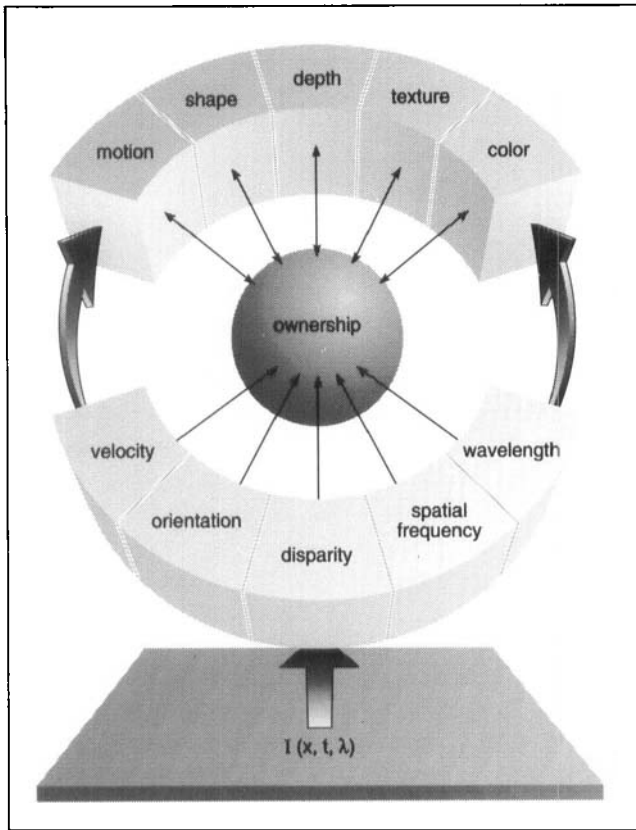 depth
shape
texture
motion
color
ownership
velocity
wavelength
orientation
spatial
frequency
disparity
I (x, t, λ)